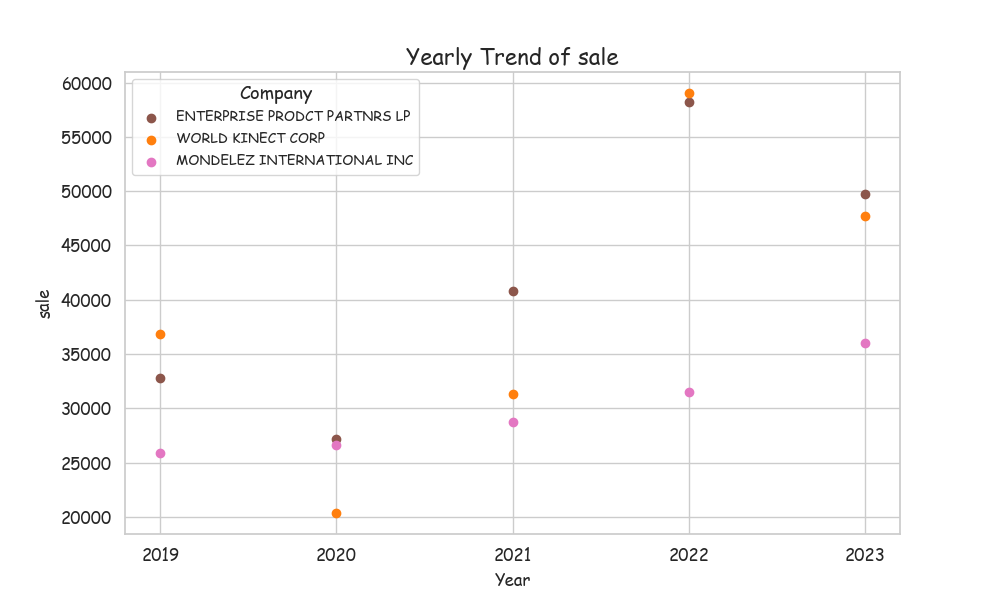 Yearly Trend of sale
60000
55000
50000
45000
40000
35000
30000
25000
20000
sale
Company
ENTERPRISE PRODCT PARTNRS LP
WORLD KINECT CORP
MONDELEZ INTERNATIONAL INC
2019 2020 2021 2022 2023
Year